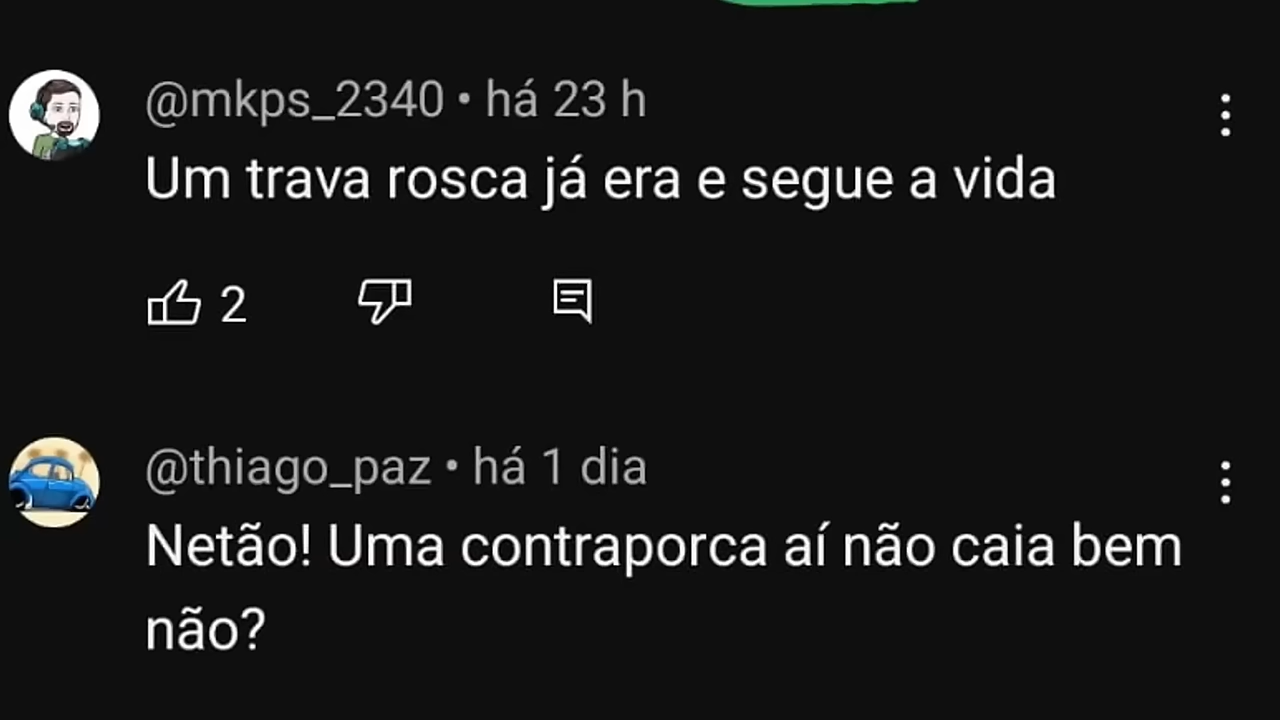 @mkps_2340 • há 23 h
Um trava rosca já era e segue a vida
2
@thiago_paz • há 1 dia
Netão! Uma contraporca aí não caia bem
não?